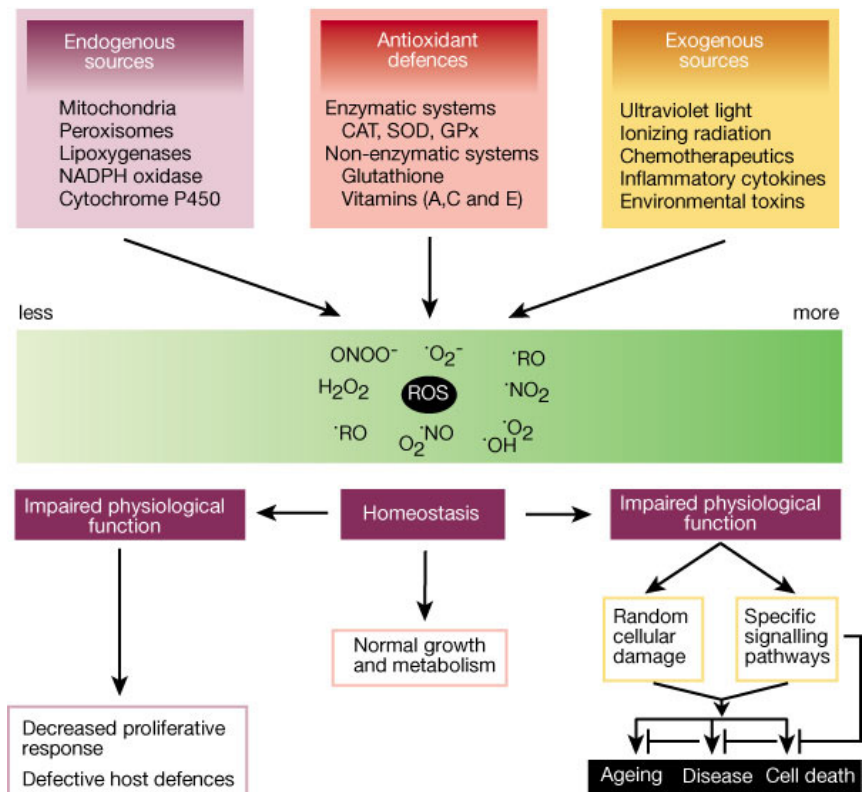 Endogenous
sources
Mitochondria
Peroxisomes
Lipoxygenases
NADPH oxidase
Cytochrome P450
Antioxidant
defences
Enzymatic systems
CAT, SOD, GPx
Non-enzymatic systems
Glutathione
Vitamins (A,C and E)
Exogenous
sources
Ultraviolet light
Ionizing radiation
Chemotherapeutics
Inflammatory cytokines
Environmental toxins
less
more
ONOO⁻
˙O₂⁻
˙RO
H₂O₂
ROS
˙NO₂
˙RO
O₂
˙NO
˙OH
˙O₂
Impaired physiological
function
Homeostasis
Impaired physiological
function
Normal growth
and metabolism
Random
cellular
damage
Specific
signalling
pathways
Decreased proliferative
response
Defective host defences
Ageing
Disease
Cell death